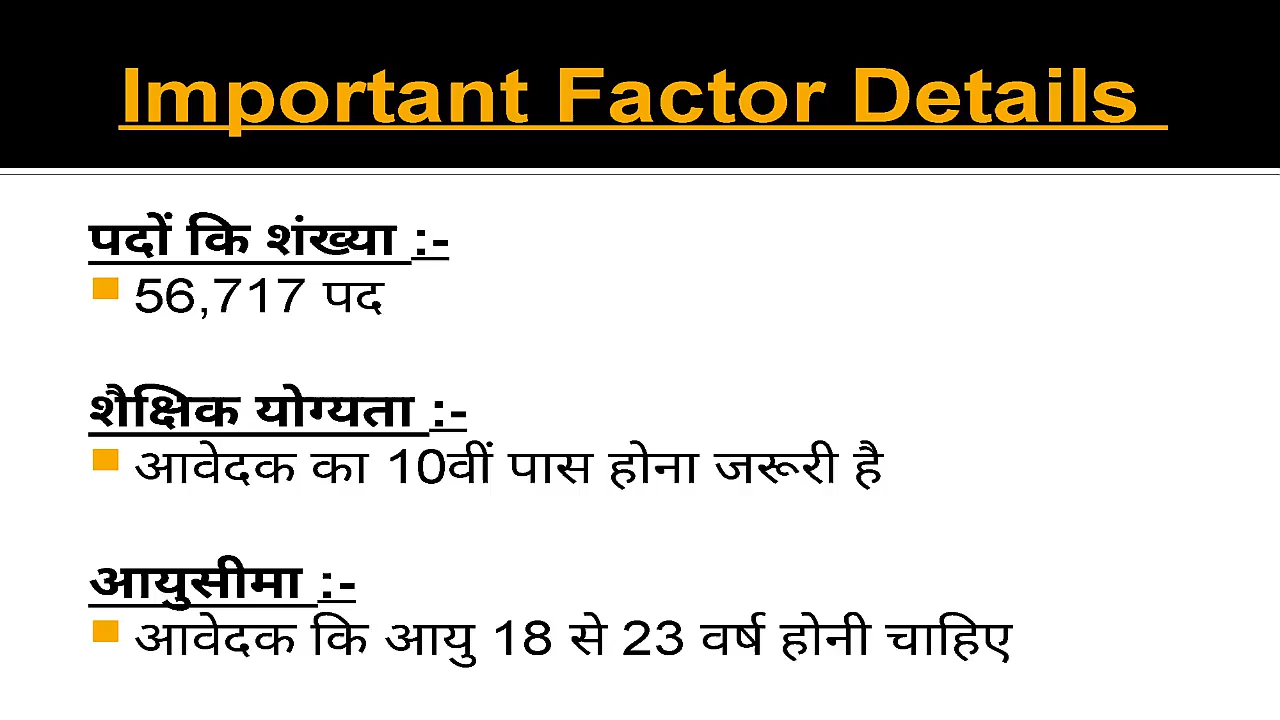 Important Factor Details
पदों कि शंख्या :-
56,717 पद
शैक्षिक योग्यता :-
आवेदक का 10वीं पास होना जरूरी है
आयुसीमा :-
आवेदक कि आयु 18 से 23 वर्ष होनी चाहिए